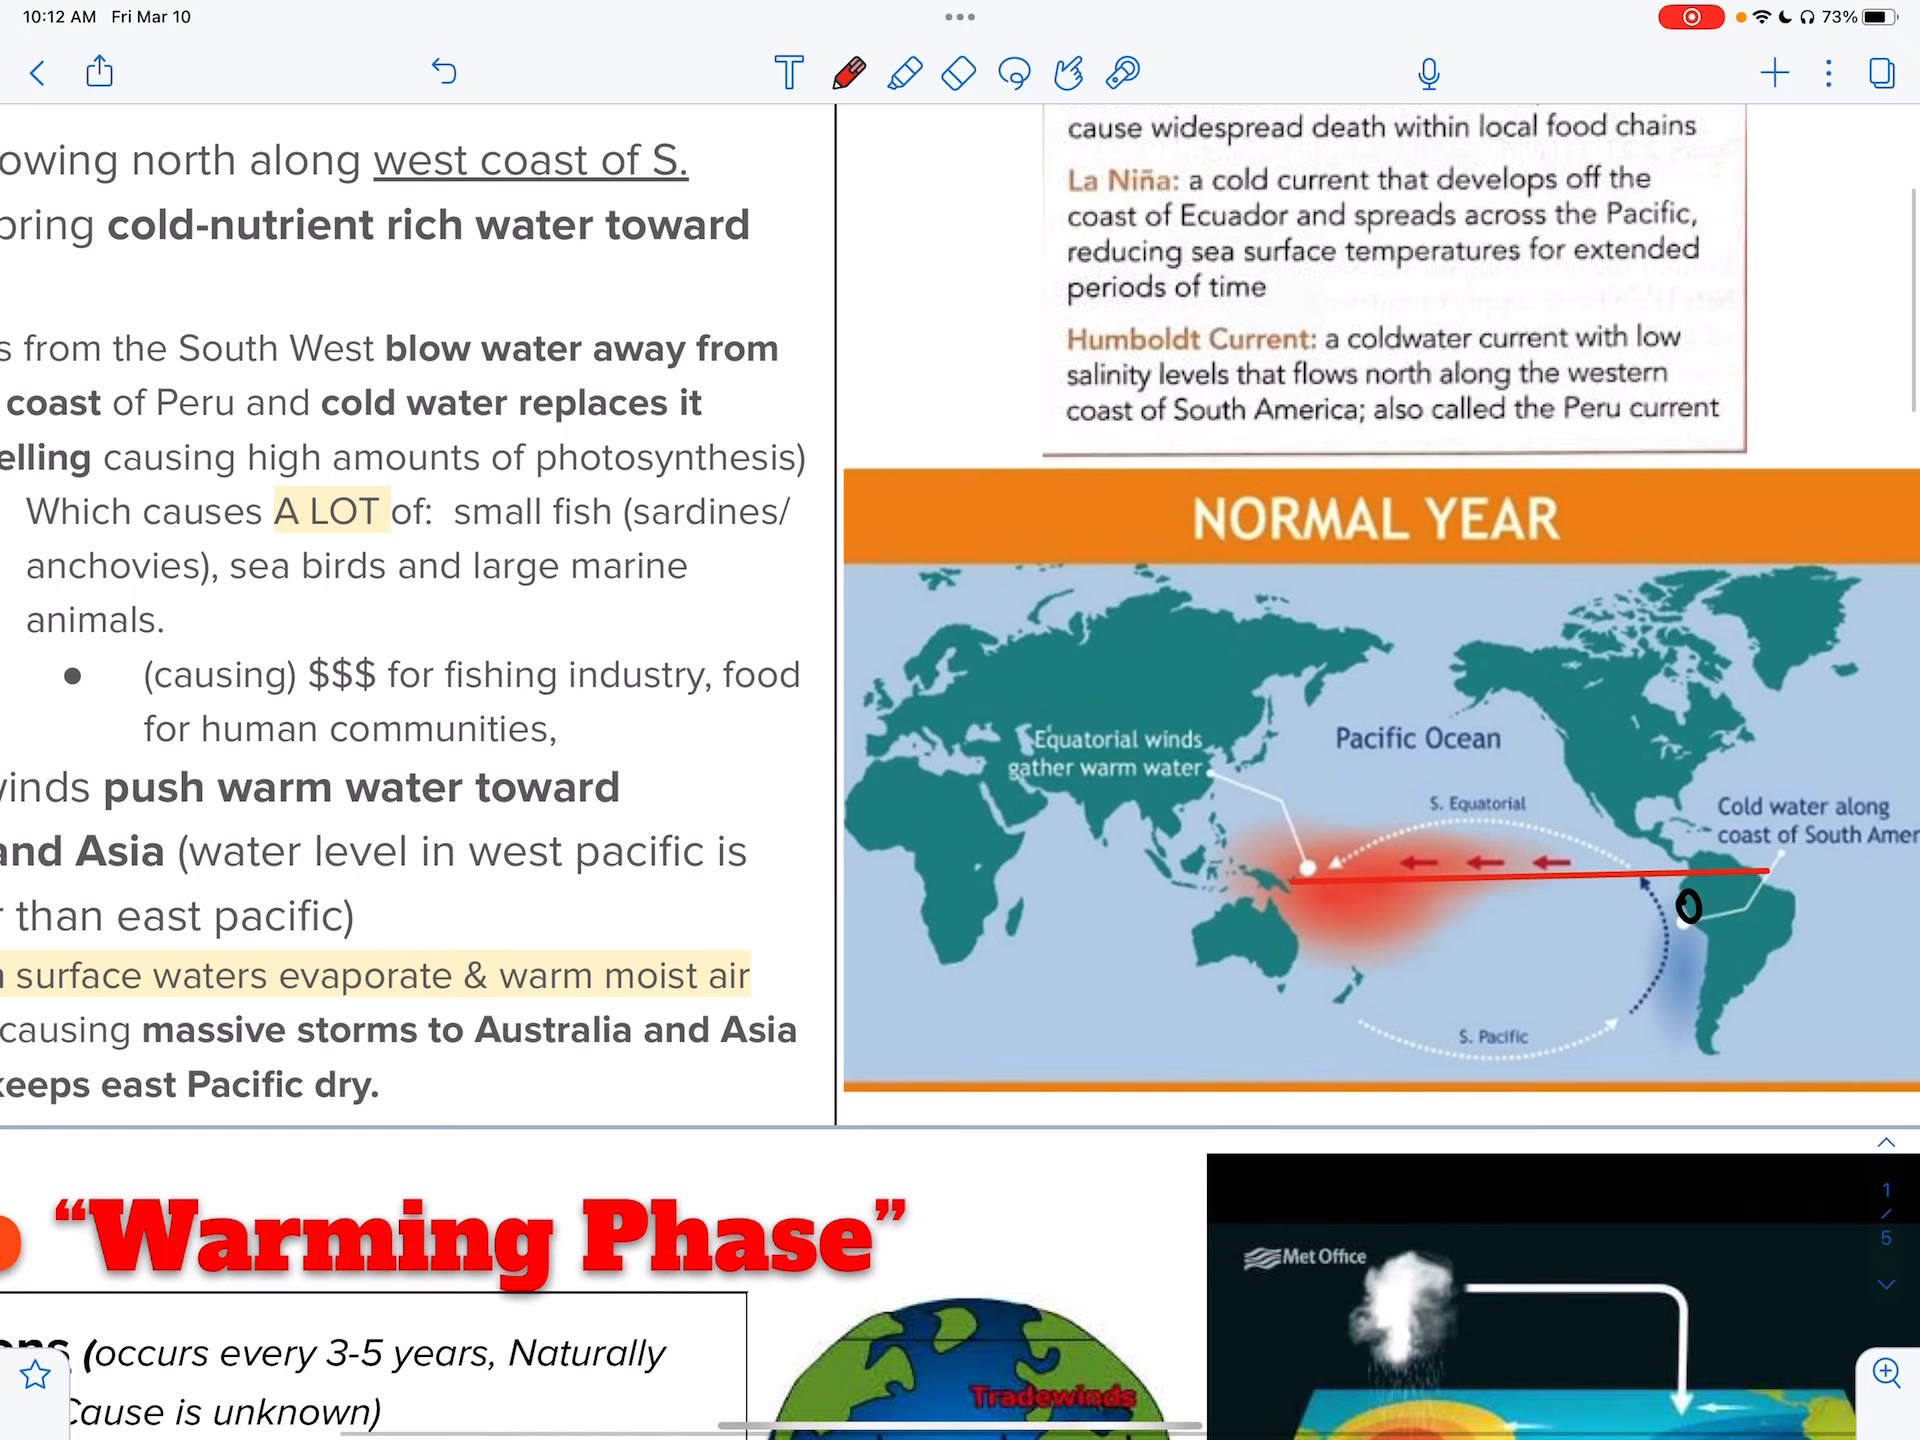 10:12 AM Fri Mar 10
73%
owing north along west coast of S.
bring cold-nutrient rich water toward
s from the South West blow water away from
coast of Peru and cold water replaces it
elling causing high amounts of photosynthesis)
Which causes A LOT of: small fish (sardines/
anchovies), sea birds and large marine
animals.
● (causing) $$$ for fishing industry, food
for human communities,
winds push warm water toward
and Asia (water level in west pacific is
r than east pacific)
surface waters evaporate & warm moist air
causing massive storms to Australia and Asia
keeps east Pacific dry.
cause widespread death within local food chains
La Niña: a cold current that develops off the
coast of Ecuador and spreads across the Pacific,
reducing sea surface temperatures for extended
periods of time
Humboldt Current: a coldwater current with low
salinity levels that flows north along the western
coast of South America; also called the Peru current
NORMAL YEAR
Equatorial winds
gather warm water
Pacific Ocean
S. Equatorial
Cold water along
coast of South Amer
S. Pacific
"Warming Phase"
(occurs every 3-5 years, Naturally
Cause is unknown)
Tradewinds
Met Office
1
/
5